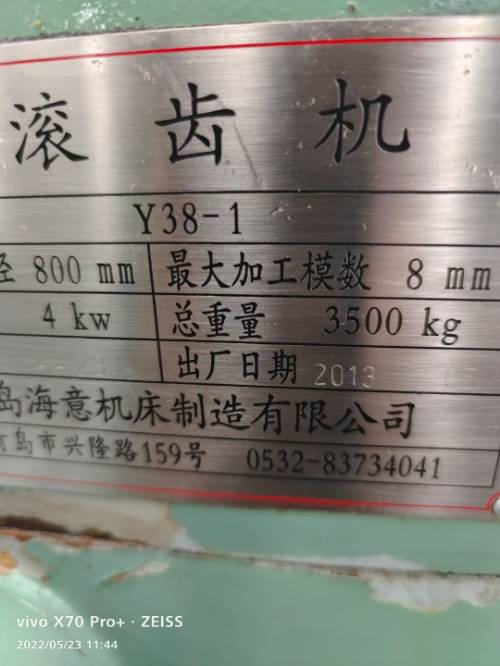 滚齿机
Y38-1
径 800 mm 最大加工模数 8 mm
4 kw 总重量 3500 kg
出厂日期 2013
岛海意机床制造有限公司
青岛市兴隆路159号 0532-83734041
vivo X70 Pro+ · ZEISS
2022/05/23 11:44